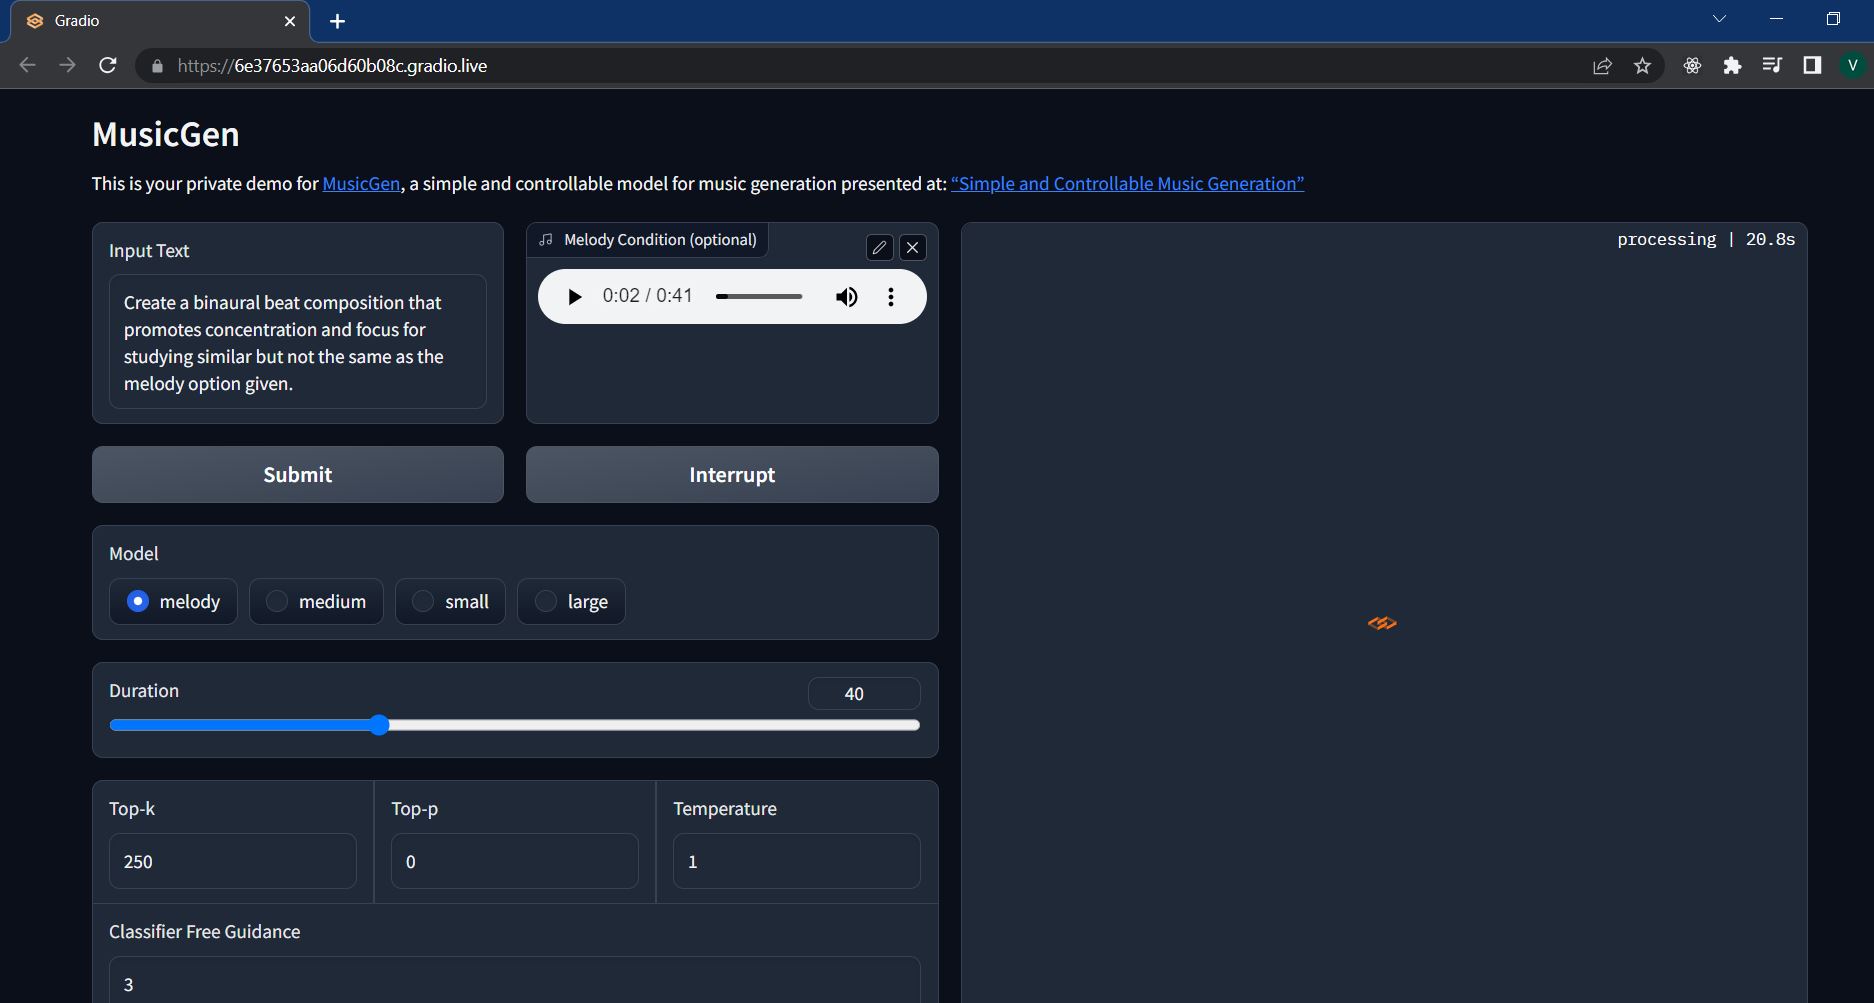 Gradio
https://6e37653aa06d60b08c.gradio.live
V
MusicGen
This is your private demo for MusicGen, a simple and controllable model for music generation presented at: “Simple and Controllable Music Generation”
Input Text
Create a binaural beat composition that
promotes concentration and focus for
studying similar but not the same as the
melody option given.
Melody Condition (optional)
0:02 / 0:41
processing | 20.8s
Submit
Interrupt
Model
melody
medium
small
large
Duration
40
Top-k
Top-p
Temperature
250
0
1
Classifier Free Guidance
3